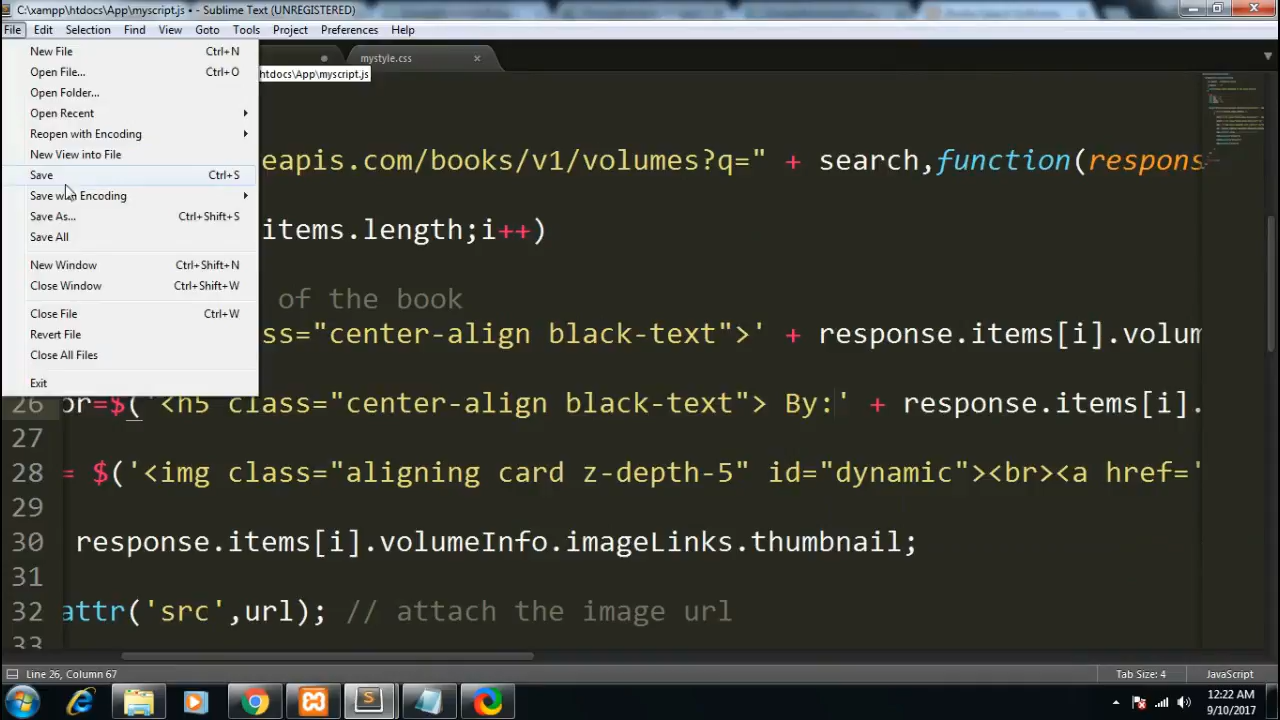 C:\xampp\htdocs\App\myscript.js • - Sublime Text (UNREGISTERED)
File Edit Selection Find View Goto Tools Project Preferences Help
mystyle.css
htdocs\App\myscript.js
New File Ctrl+N
Open File... Ctrl+O
Open Folder...
Open Recent
Reopen with Encoding
New View into File
Save Ctrl+S
Save with Encoding
Save As... Ctrl+Shift+S
Save All
New Window Ctrl+Shift+N
Close Window Ctrl+Shift+W
Close File Ctrl+W
Revert File
Close All Files
Exit
eapis.com/books/v1/volumes?q=" + search,function(respons
items.length;i++)
of the book
ss="center-align black-text">' + response.items[i].volum
26 or=$('<h5 class="center-align black-text"> By:' + response.items[i].
27
28 = $('<img class="aligning card z-depth-5" id="dynamic"><br><a href='
29
30 response.items[i].volumeInfo.imageLinks.thumbnail;
31
32 attr('src',url); // attach the image url
33
Line 26, Column 67 Tab Size: 4 JavaScript
12:22 AM
9/10/2017